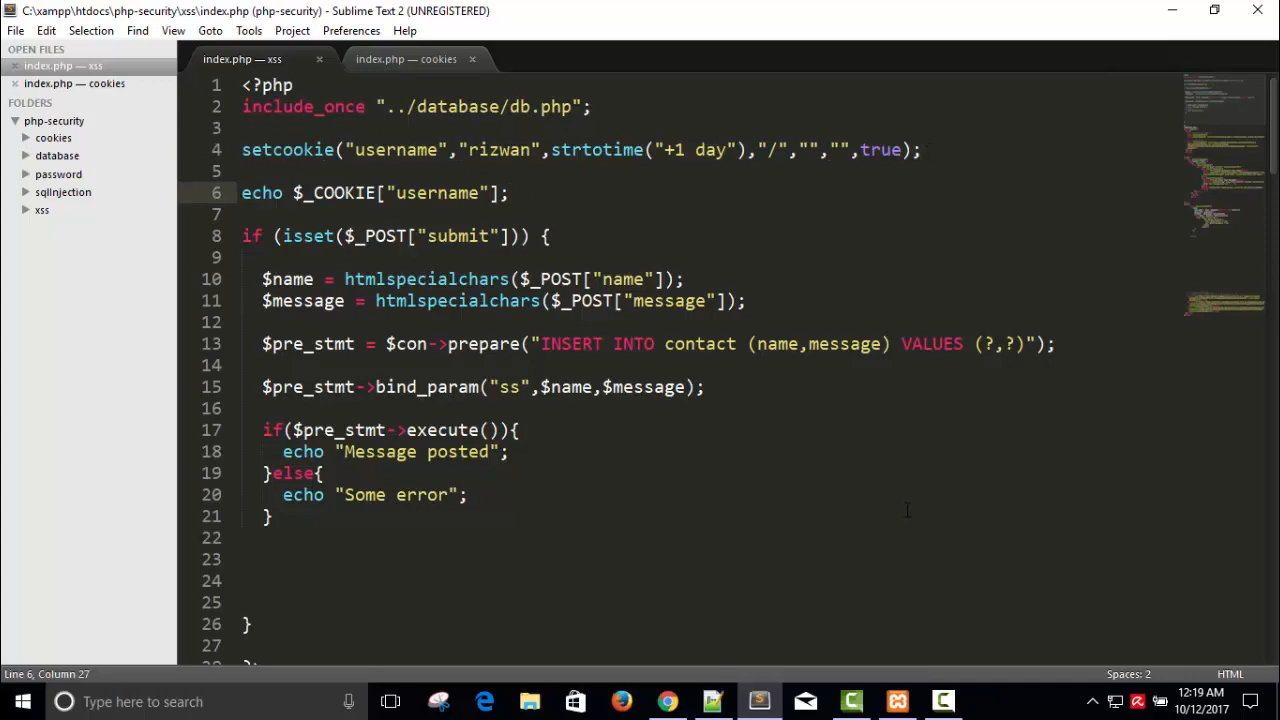 C:\xampp\htdocs\php-security\xss\index.php (php-security) - Sublime Text 2 (UNREGISTERED)
File Edit Selection Find View Goto Tools Project Preferences Help
OPEN FILES
index.php — xss
index.php — cookies
FOLDERS
php-security
cookies
database
password
sqlInjection
xss
index.php — xss
index.php — cookies
1 <?php
2 include_once "../database/db.php";
3
4 setcookie("username","rizwan",strtotime("+1 day"),"/","","",true);
5
6 echo $_COOKIE["username"];
7
8 if (isset($_POST["submit"])) {
9
10 $name = htmlspecialchars($_POST["name"]);
11 $message = htmlspecialchars($_POST["message"]);
12
13 $pre_stmt = $con->prepare("INSERT INTO contact (name,message) VALUES (?,?)");
14
15 $pre_stmt->bind_param("ss",$name,$message);
16
17 if($pre_stmt->execute()){
18 echo "Message posted";
19 }else{
20 echo "Some error";
21 }
22
23
24
25
26 }
27
Line 6, Column 27
Spaces: 2
HTML
Type here to search
12:19 AM
10/12/2017